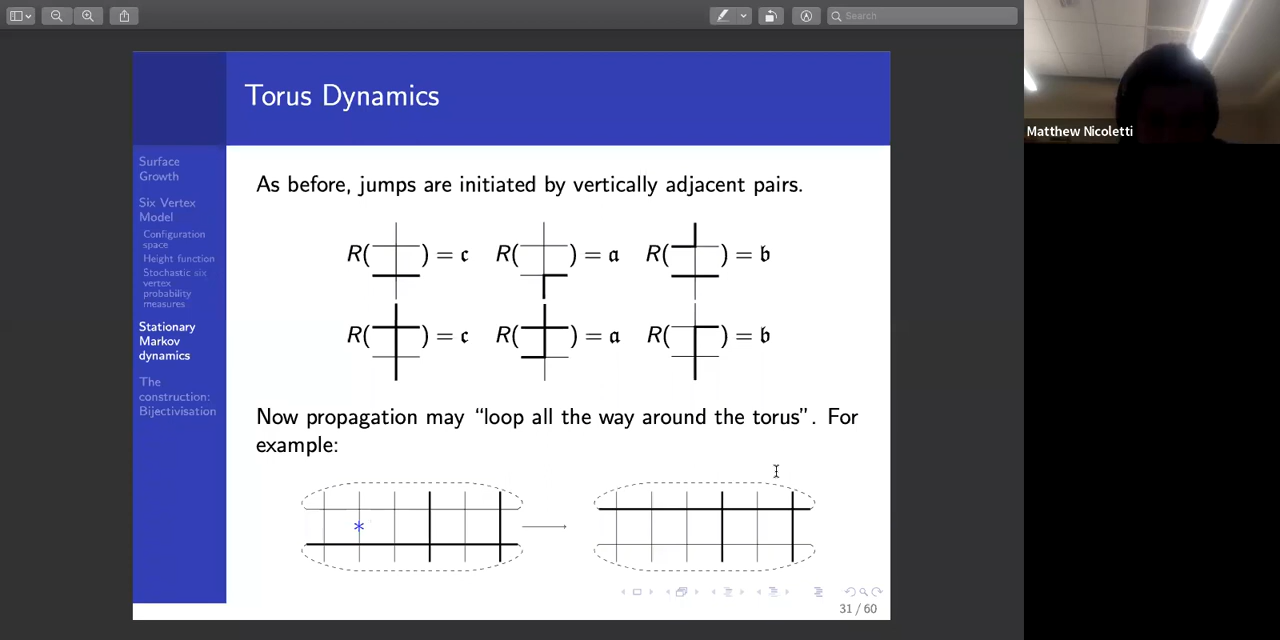 Search
Torus Dynamics
Matthew Nicoletti
Surface
Growth
Six Vertex
Model
Configuration
space
Height function
Stochastic six
vertex
probability
measures
Stationary
Markov
dynamics
The
construction:
Bijectivisation
As before, jumps are initiated by vertically adjacent pairs.
R( ) = 𝔠 R( ) = 𝔞 R( ) = 𝔟
R( ) = 𝔠 R( ) = 𝔞 R( ) = 𝔟
Now propagation may “loop all the way around the torus”. For
example:
*
31 / 60